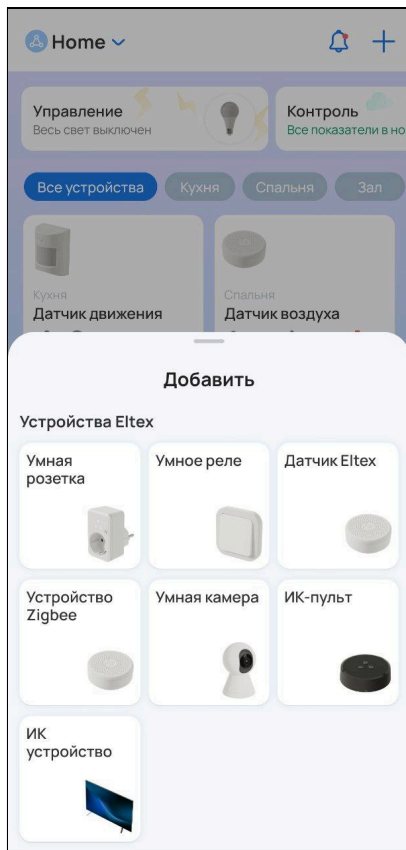 Home
Управление
Весь свет выключен
Контроль
Все показатели в но
Все устройства
Кухня
Спальня
Зал
Кухня
Датчик движения
Спальня
Датчик воздуха
Добавить
Устройства Eltex
Умная
розетка
Умное реле
Датчик Eltex
Устройство
Zigbee
Умная камера
ИК-пульт
ИК
устройство